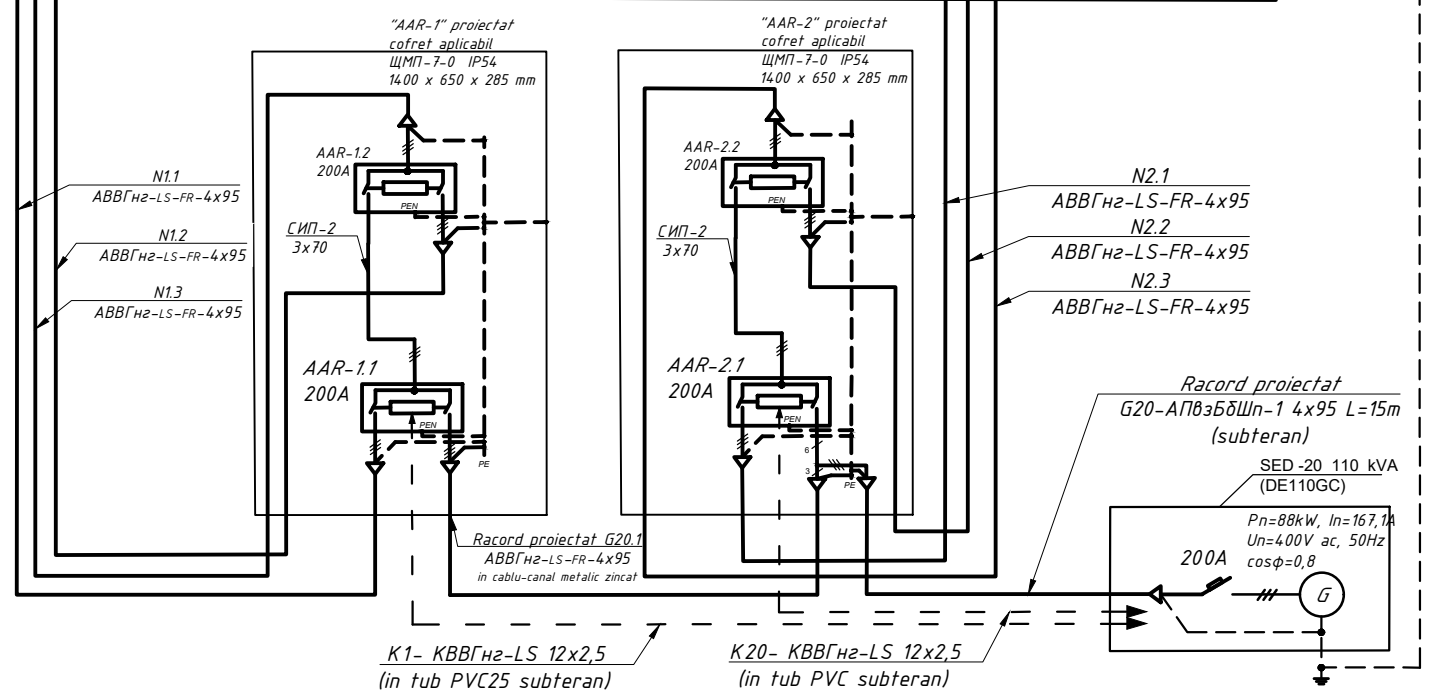 "AAR-1" proiectat
cofret aplicabil
ЩМП-7-0 IP54
1400 x 650 x 285 mm
"AAR-2" proiectat
cofret aplicabil
ЩМП-7-0 IP54
1400 x 650 x 285 mm
AAR-1.2
200A
PEN
AAR-2.2
200A
PEN
N1.1
АВВГнг-LS-FR-4x95
N1.2
АВВГнг-LS-FR-4x95
N1.3
АВВГнг-LS-FR-4x95
СИП-2
3x70
СИП-2
3x70
N2.1
АВВГнг-LS-FR-4x95
N2.2
АВВГнг-LS-FR-4x95
N2.3
АВВГнг-LS-FR-4x95
AAR-1.1
200A
PEN
PE
AAR-2.1
200A
PEN
6
3
PE
Racord proiectat
G20-АПВзБбШп-1 4x95 L=15m
(subteran)
SED -20 110 kVA
(DE110GC)
Pn=88kW, In=167,1A
Un=400V ac, 50Hz
cosφ=0,8
200A
G
Racord proiectat G20.1
АВВГнг-LS-FR-4x95
in cablu-canal metalic zincat
K1- КВВГнг-LS 12x2,5
(in tub PVC25 subteran)
K20- КВВГнг-LS 12x2,5
(in tub PVC subteran)